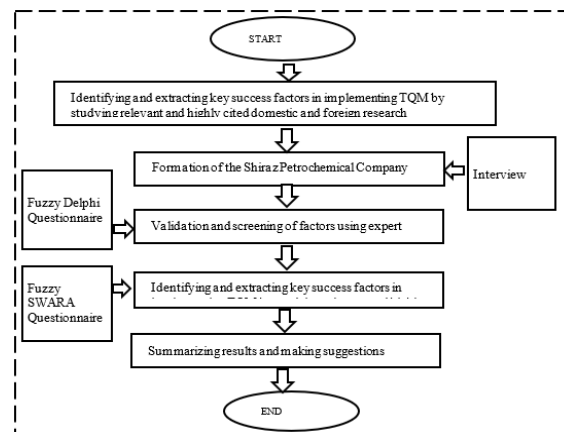 START
Identifying and extracting key success factors in implementing TQM by
studying relevant and highly cited domestic and foreign research
Formation of the Shiraz Petrochemical Company
Interview
Fuzzy Delphi
Questionnaire
Validation and screening of factors using expert
Fuzzy
SWARA
Questionnaire
Identifying and extracting key success factors in
Summarizing results and making suggestions
END